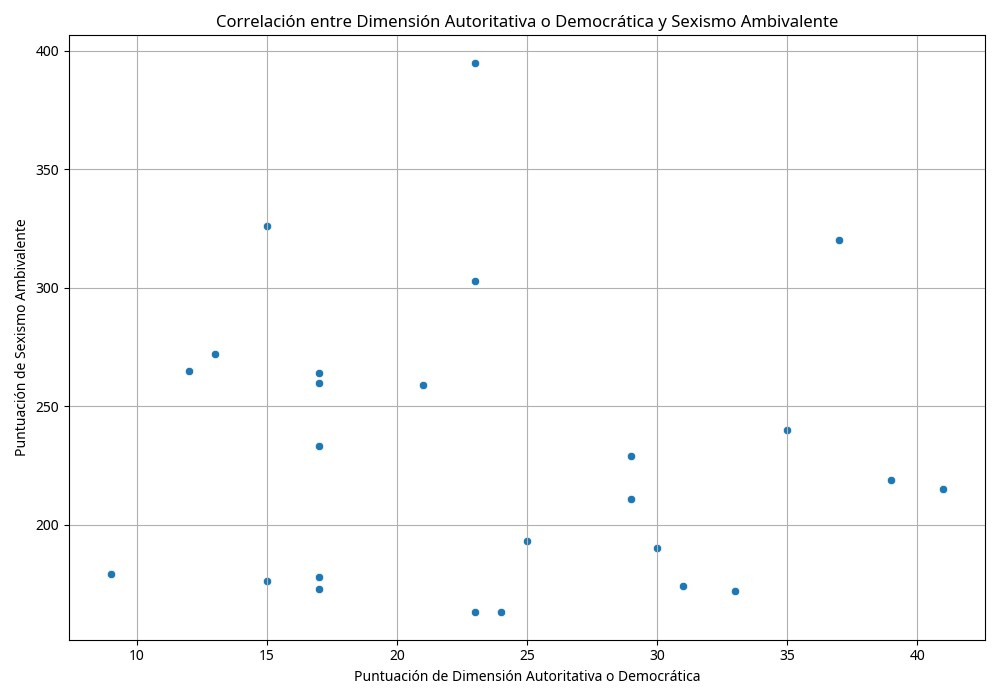 Correlación entre Dimensión Autoritativa o Democrática y Sexismo Ambivalente
400
350
300
250
200
Puntuación de Sexismo Ambivalente
10 15 20 25 30 35 40
Puntuación de Dimensión Autoritativa o Democrática